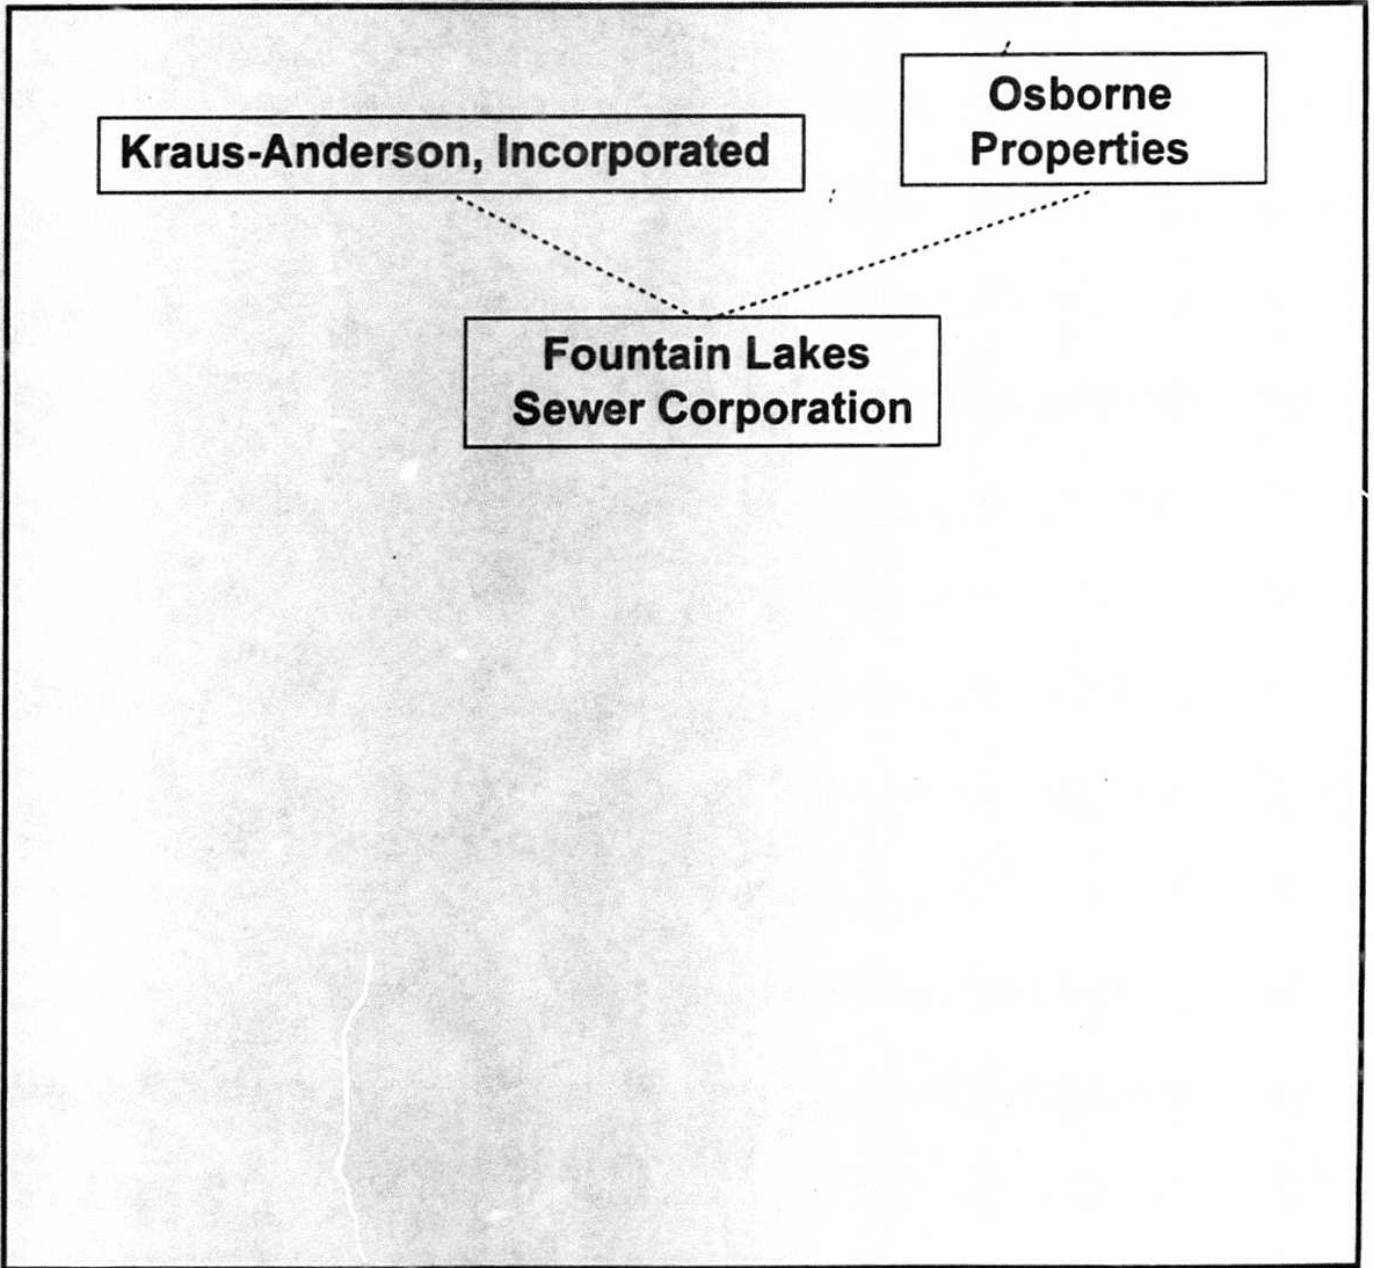 Osborne
Properties
Kraus-Anderson, Incorporated
Fountain Lakes
Sewer Corporation